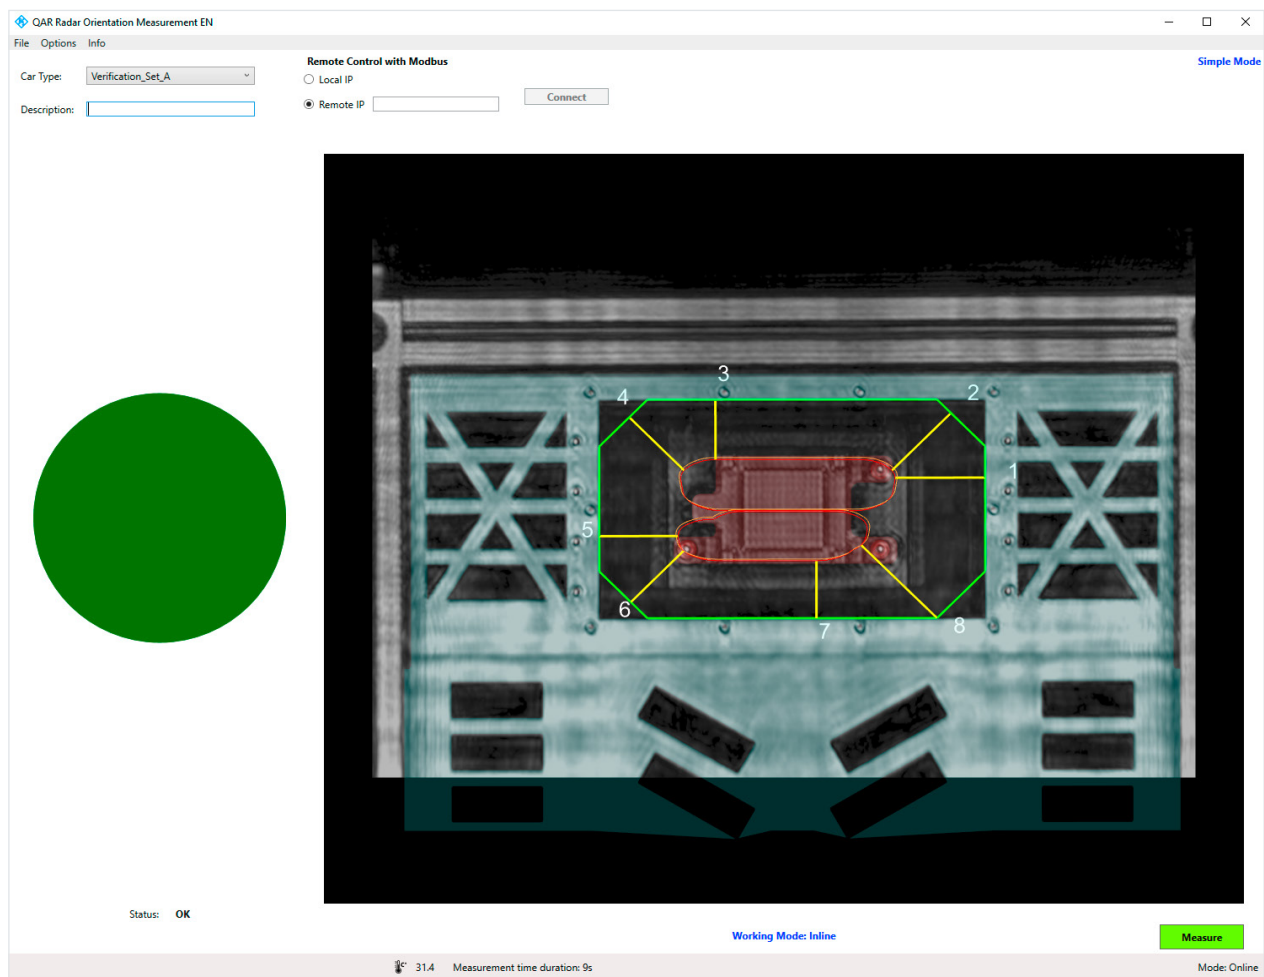 QAR Radar Orientation Measurement EN
File Options Info
Remote Control with Modbus
Simple Mode
Car Type: Verification_Set_A
Local IP
Description:
Remote IP
Connect
3
4
2
1
5
6
7
8
Status: OK
Working Mode: Inline
Measure
°C 31.4 Measurement time duration: 9s
Mode: Online